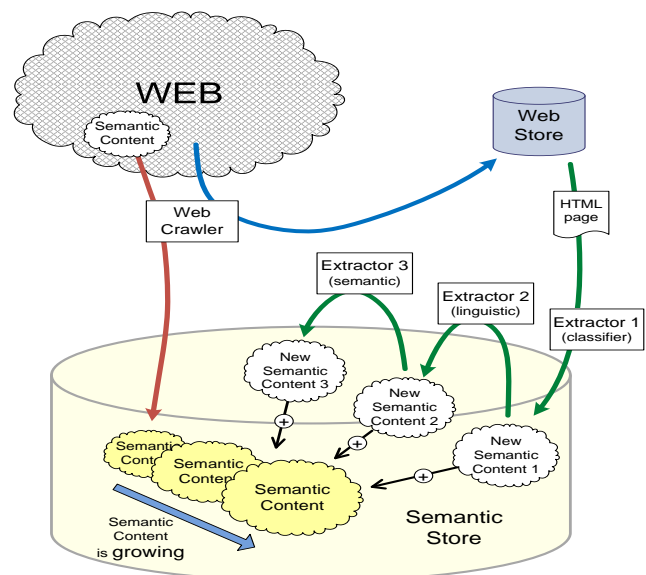 WEB
Semantic
Content
Web
Store
Web
Crawler
HTML
page
Extractor 3
(semantic)
Extractor 2
(linguistic)
Extractor 1
(classifier)
New
Semantic
Content 3
New
Semantic
Content 2
New
Semantic
Content 1
+
+
+
Semantic
Conte
Semantic
Conten
Semantic
Content
Semantic
Content
is growing
Semantic
Store